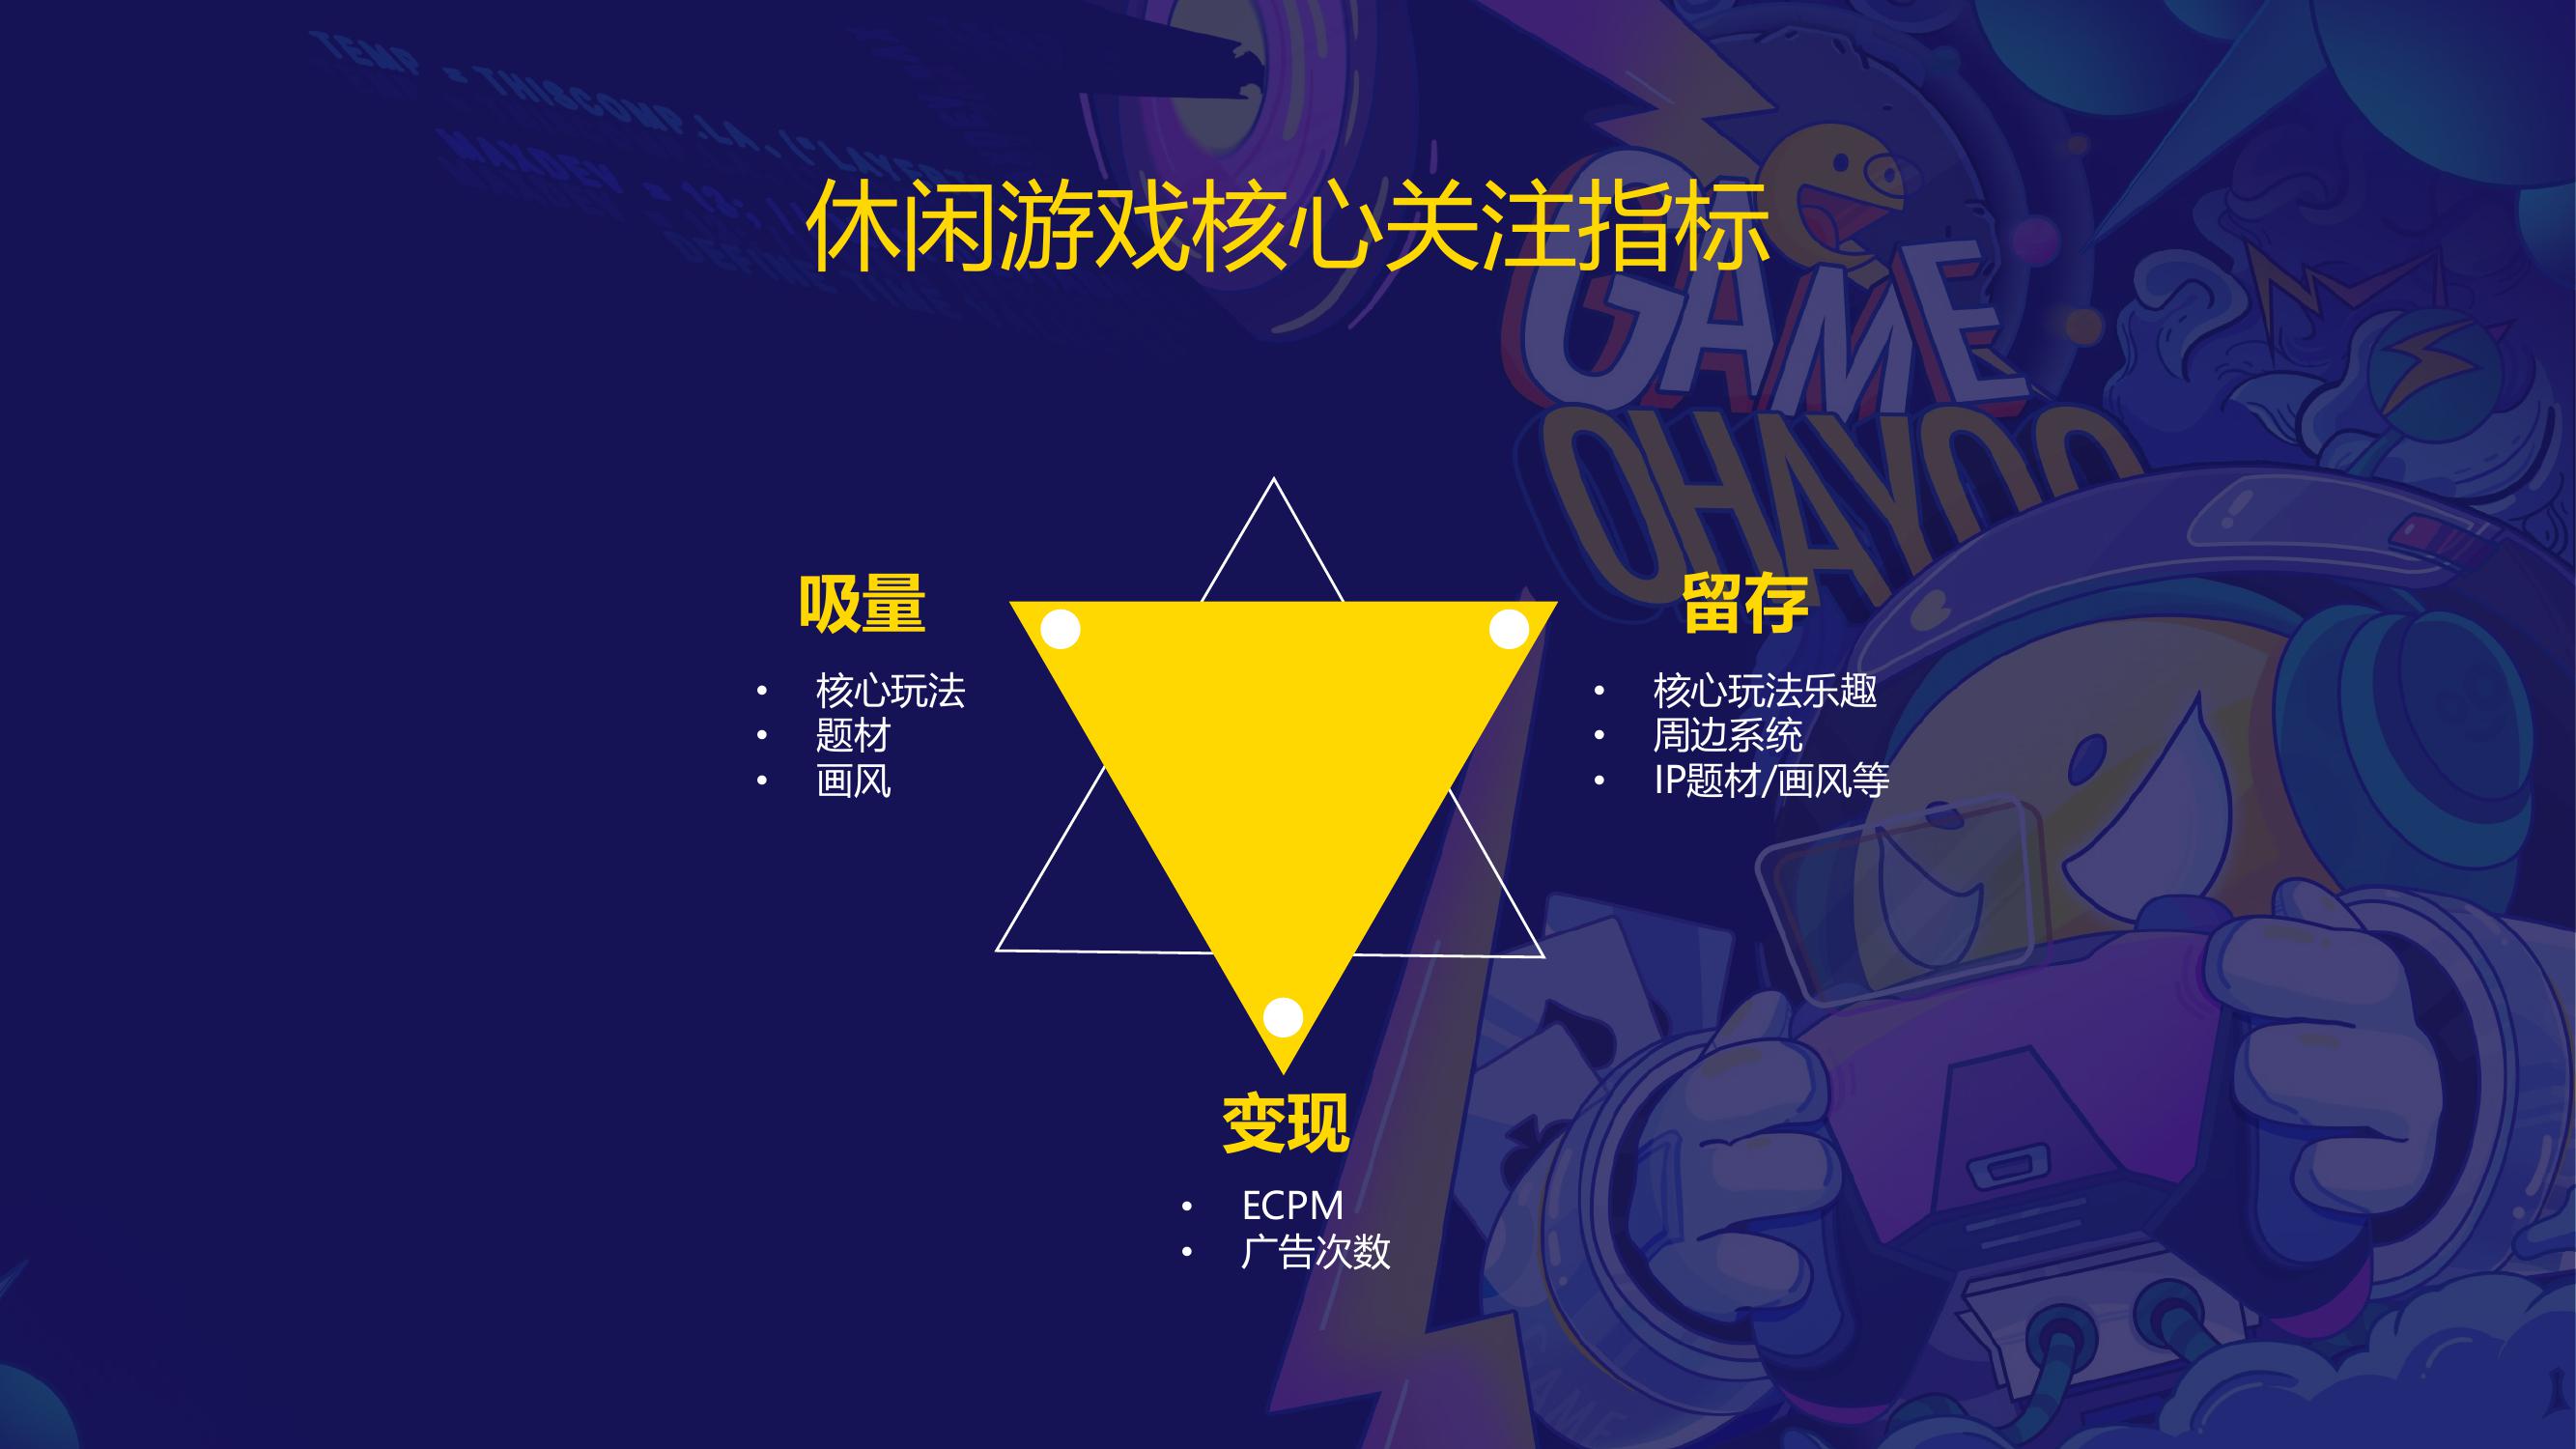 休闲游戏核心关注指标
GAME
OHAYOO
吸量
• 核心玩法
• 题材
• 画风
留存
• 核心玩法乐趣
• 周边系统
• IP题材/画风等
变现
• ECPM
• 广告次数